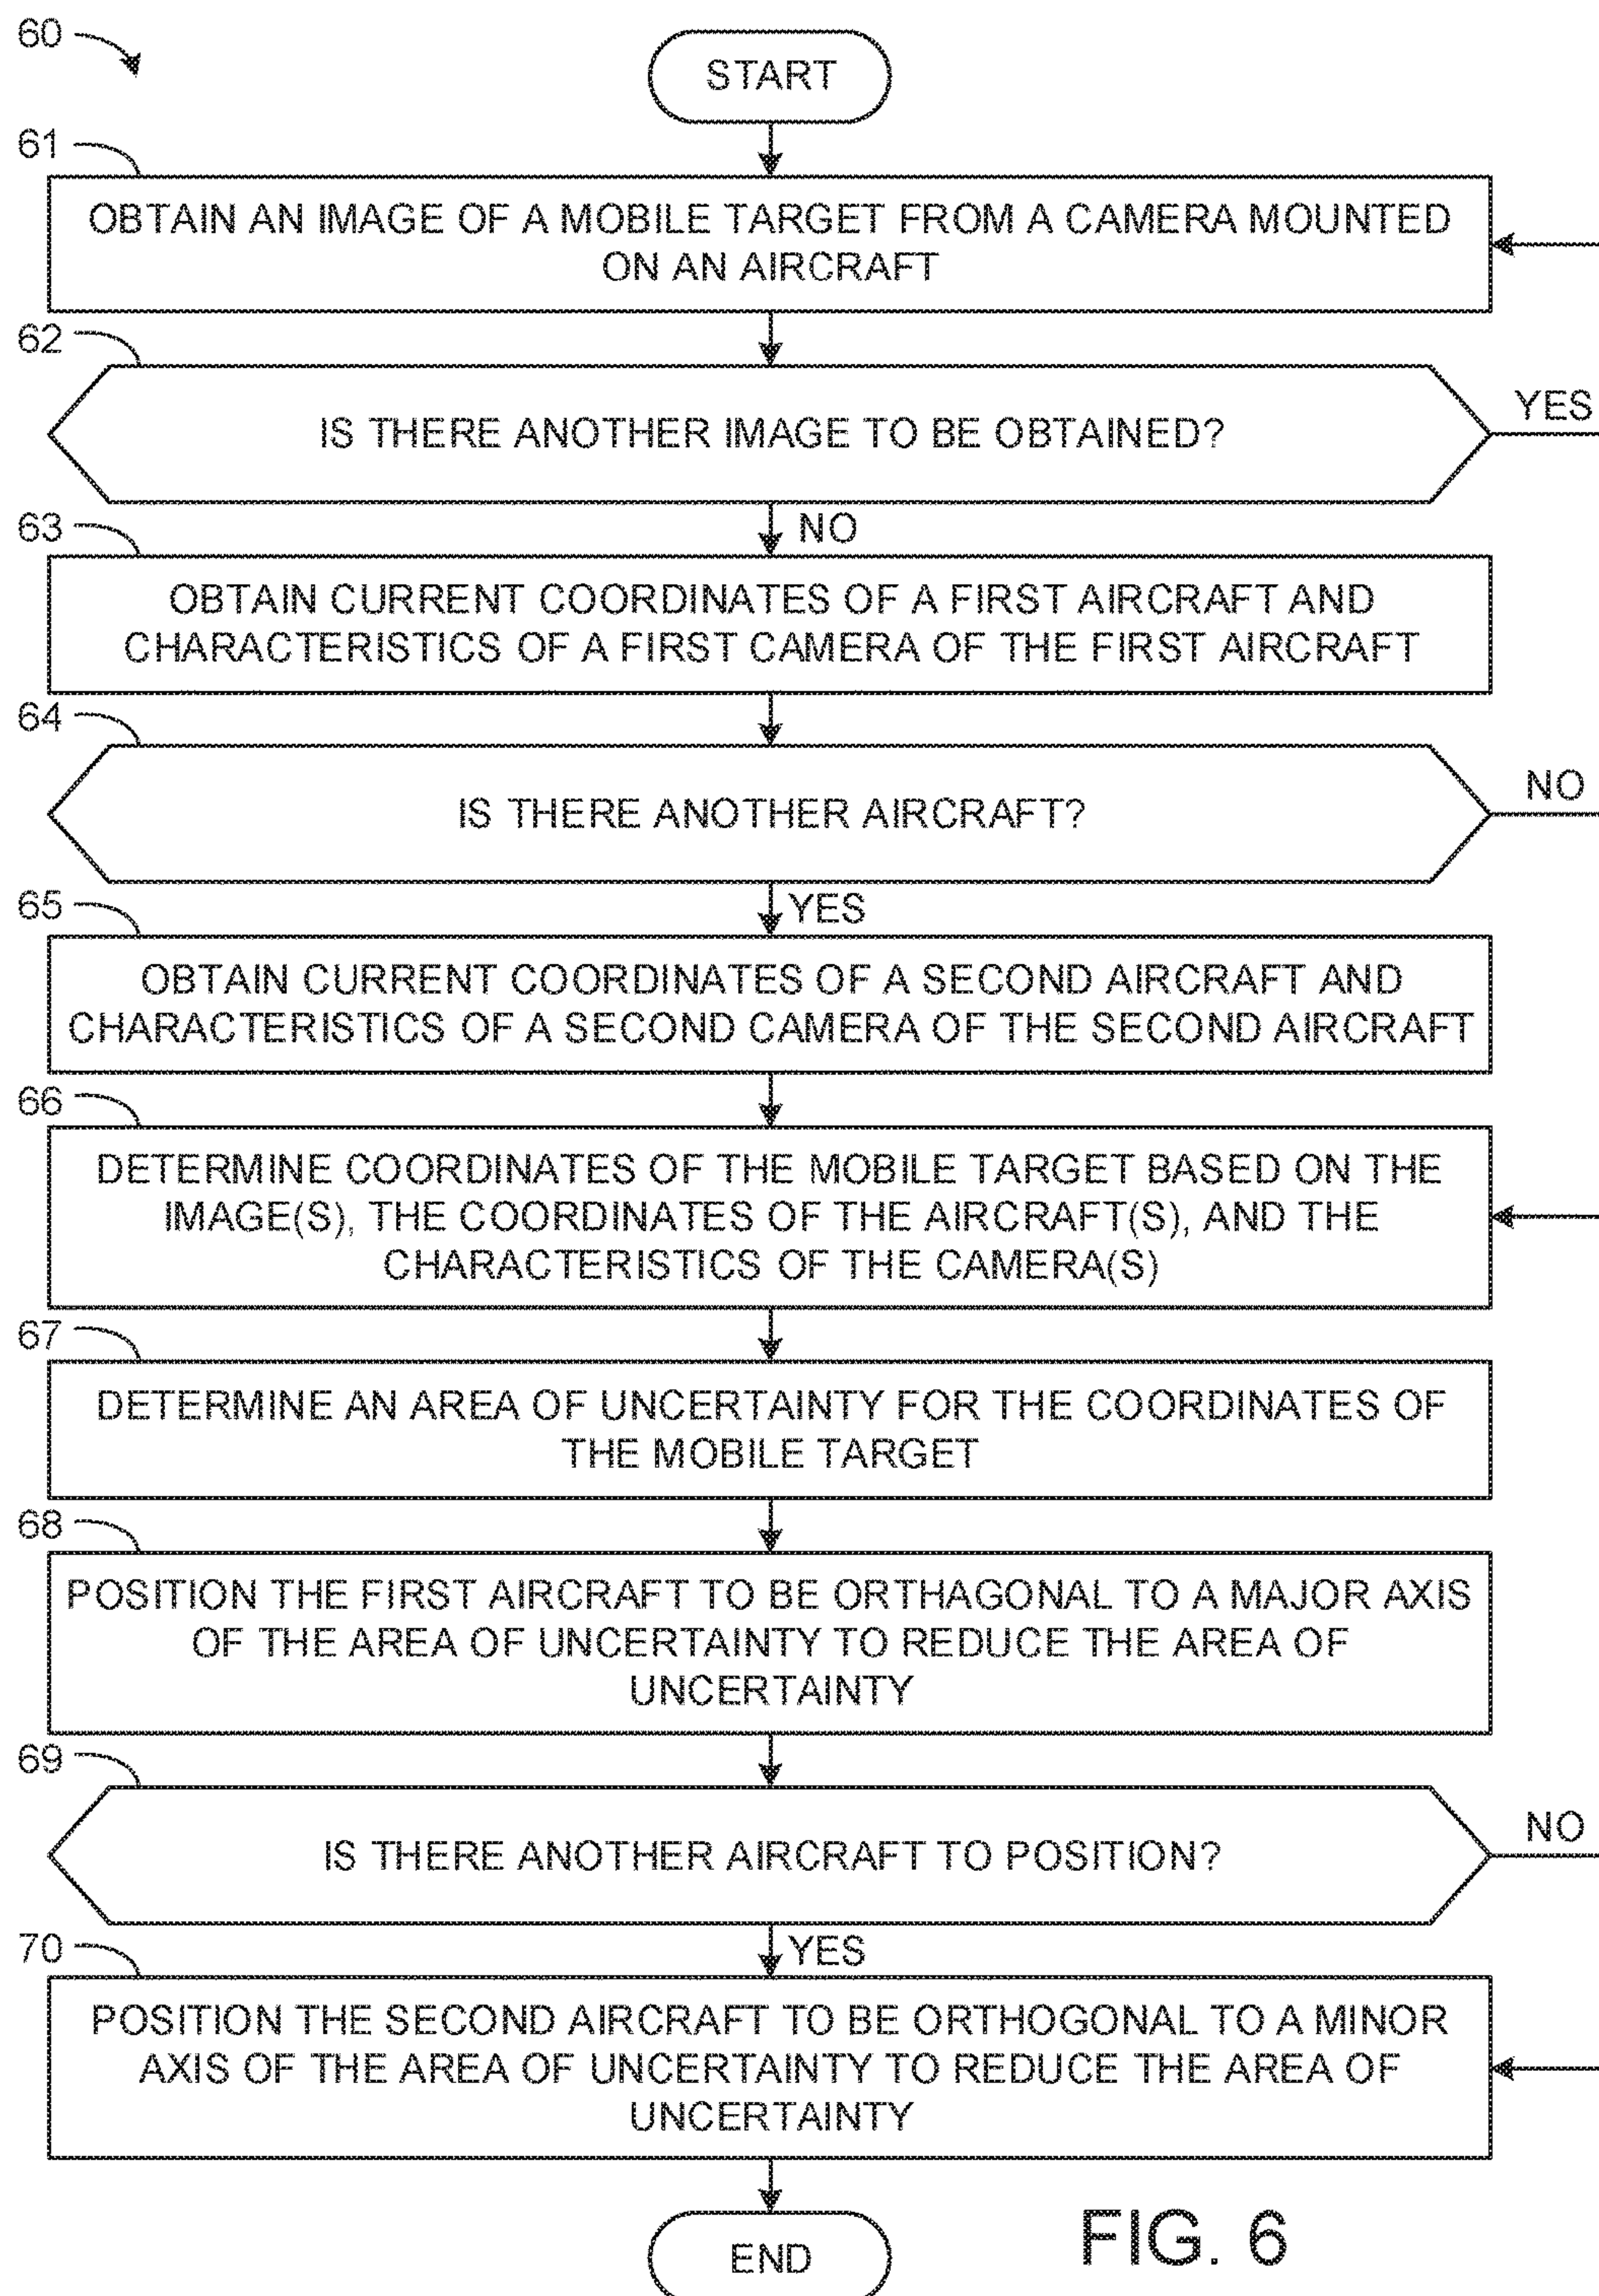 60
START
61
OBTAIN AN IMAGE OF A MOBILE TARGET FROM A CAMERA MOUNTED
ON AN AIRCRAFT
62
IS THERE ANOTHER IMAGE TO BE OBTAINED?
YES
NO
63
OBTAIN CURRENT COORDINATES OF A FIRST AIRCRAFT AND
CHARACTERISTICS OF A FIRST CAMERA OF THE FIRST AIRCRAFT
64
IS THERE ANOTHER AIRCRAFT?
NO
YES
65
OBTAIN CURRENT COORDINATES OF A SECOND AIRCRAFT AND
CHARACTERISTICS OF A SECOND CAMERA OF THE SECOND AIRCRAFT
66
DETERMINE COORDINATES OF THE MOBILE TARGET BASED ON THE
IMAGE(S), THE COORDINATES OF THE AIRCRAFT(S), AND THE
CHARACTERISTICS OF THE CAMERA(S)
67
DETERMINE AN AREA OF UNCERTAINTY FOR THE COORDINATES OF
THE MOBILE TARGET
68
POSITION THE FIRST AIRCRAFT TO BE ORTHAGONAL TO A MAJOR AXIS
OF THE AREA OF UNCERTAINTY TO REDUCE THE AREA OF
UNCERTAINTY
69
IS THERE ANOTHER AIRCRAFT TO POSITION?
NO
YES
70
POSITION THE SECOND AIRCRAFT TO BE ORTHOGONAL TO A MINOR
AXIS OF THE AREA OF UNCERTAINTY TO REDUCE THE AREA OF
UNCERTAINTY
END
FIG. 6